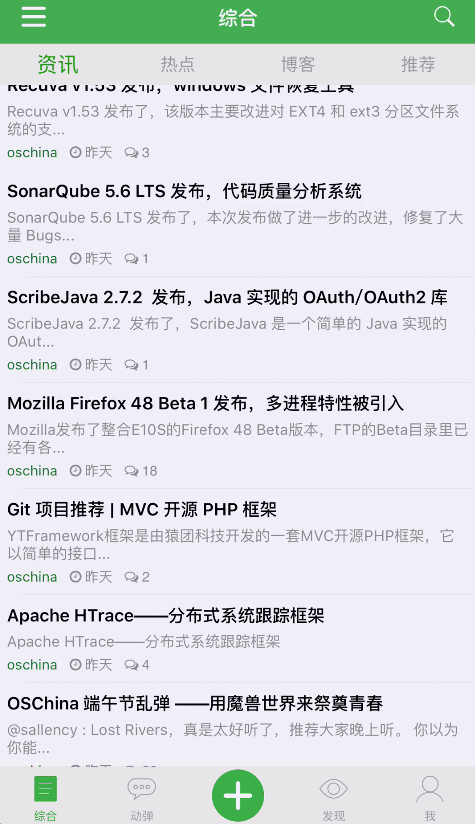 综合
资讯 热点 博客 推荐
Recuva v1.53 发布，windows 文件恢复工具
Recuva v1.53 发布了，该版本主要改进对 EXT4 和 ext3 分区文件系
统的支...
oschina 昨天 3
SonarQube 5.6 LTS 发布，代码质量分析系统
SonarQube 5.6 LTS 发布了，本次发布做了进一步的改进，修复了大
量 Bugs...
oschina 昨天 1
ScribeJava 2.7.2 发布，Java 实现的 OAuth/OAuth2 库
ScribeJava 2.7.2 发布了，ScribeJava 是一个简单的 Java 实现的
OAut...
oschina 昨天 1
Mozilla Firefox 48 Beta 1 发布，多进程特性被引入
Mozilla发布了整合E10S的Firefox 48 Beta版本，FTP的Beta目录里已
经有各...
oschina 昨天 18
Git 项目推荐 | MVC 开源 PHP 框架
YTFramework框架是由猿团科技开发的一套MVC开源PHP框架，它
以简单的接口...
oschina 昨天 2
Apache HTrace——分布式系统跟踪框架
Apache HTrace——分布式系统跟踪框架
oschina 昨天 4
OSChina 端午节乱弹 ——用魔兽世界来祭奠青春
@sallency : Lost Rivers，真是太好听了，推荐大家晚上听。 你以为
你能...
综合 动弹 发现 我